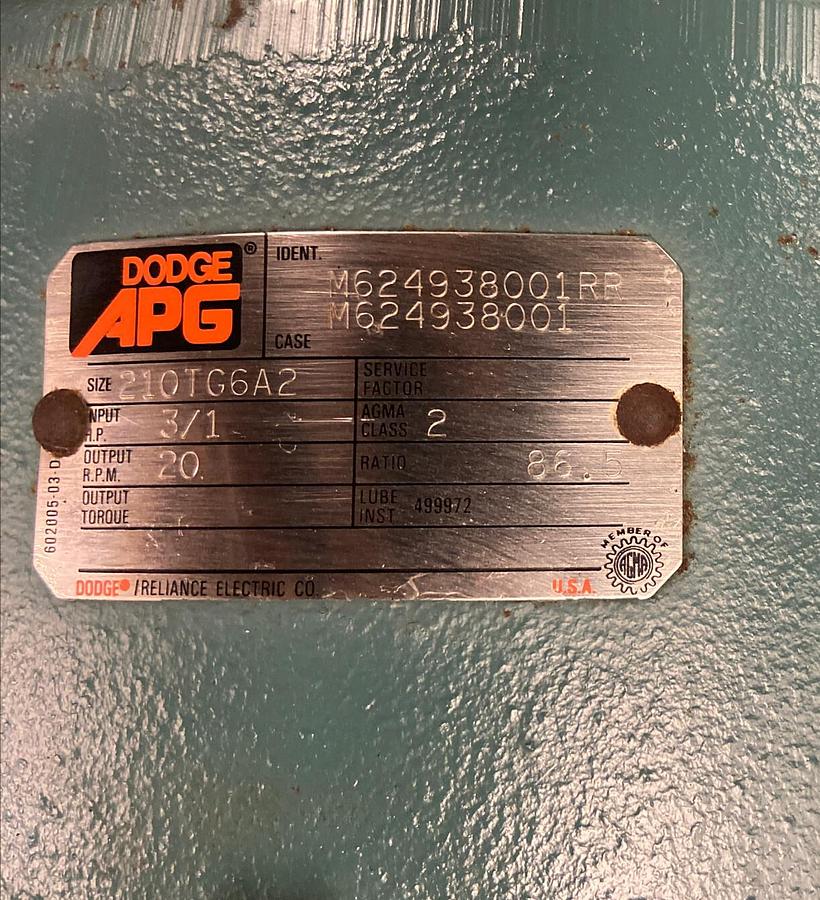 DODGE ®
APG
IDENT. M624938001RR
CASE M624938001
SIZE 210TG6A2
SERVICE FACTOR
INPUT H.P. 3/1
AGMA CLASS 2
OUTPUT R.P.M. 20
RATIO 86.5
OUTPUT TORQUE
LUBE INST 499972
602005-03-D
MEMBER OF
AGMA
DODGE /RELIANCE ELECTRIC CO.
U.S.A.